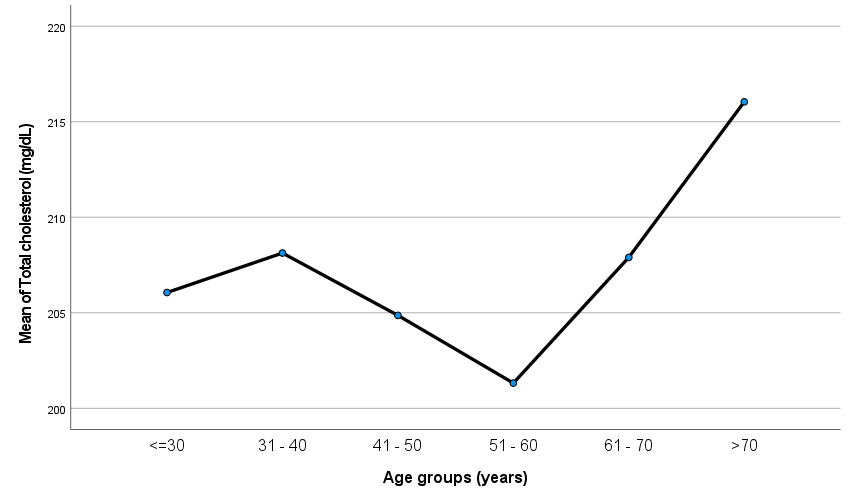 Mean of Total cholesterol (mg/dL)
220
215
210
205
200
<=30 31 - 40 41 - 50 51 - 60 61 - 70 >70
Age groups (years)